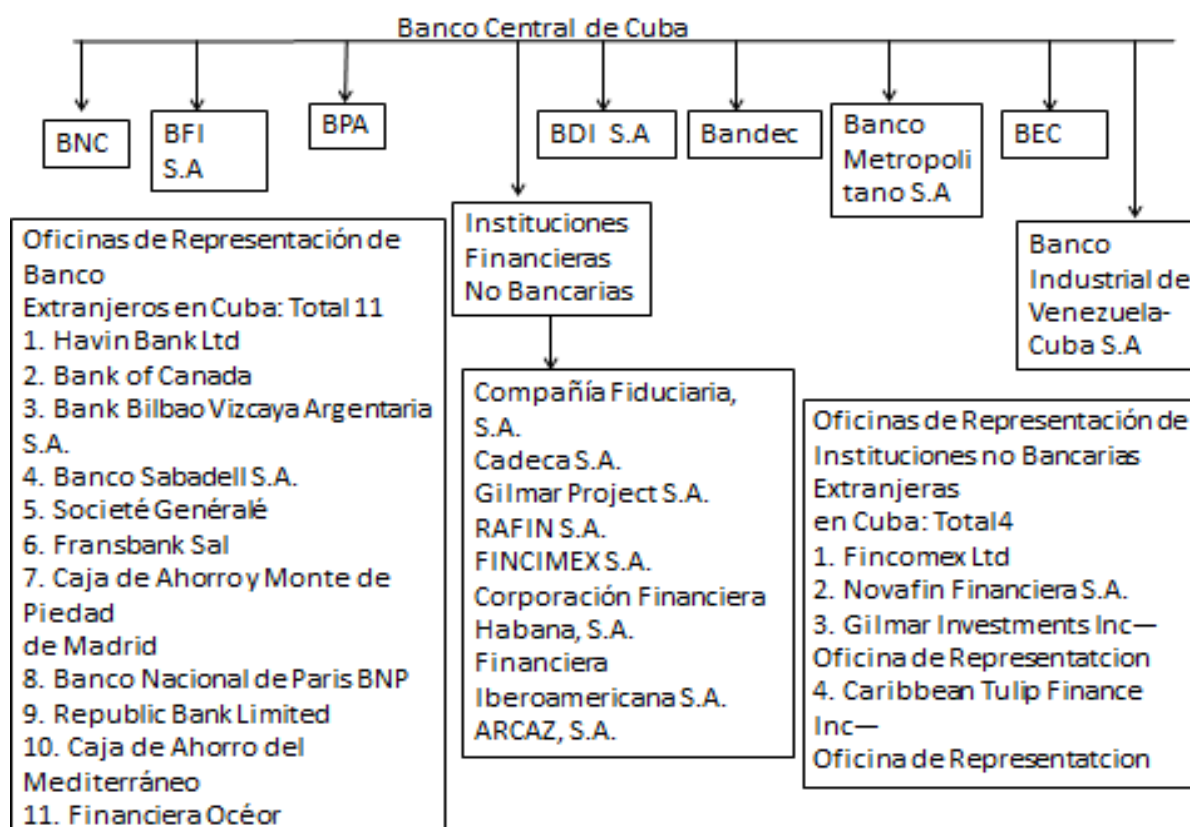 Banco Central de Cuba
BNC
BFI
S.A
BPA
BDI S.A
Bandec
Banco
Metropoli
tano S.A
BEC
Banco
Industrial de
Venezuela-
Cuba S.A
Instituciones
Financieras
No Bancarias
Oficinas de Representación de
Banco
Extranjeros en Cuba: Total 11
1. Havin Bank Ltd
2. Bank of Canada
3. Bank Bilbao Vizcaya Argentaria
S.A.
4. Banco Sabadell S.A.
5. Societé Genéralé
6. Fransbank Sal
7. Caja de Ahorro y Monte de
Piedad
de Madrid
8. Banco Nacional de Paris BNP
9. Republic Bank Limited
10. Caja de Ahorro del
Mediterráneo
11. Financiera Océor
Compañía Fiduciaria,
S.A.
Cadeca S.A.
Gilmar Project S.A.
RAFIN S.A.
FINCIMEX S.A.
Corporación Financiera
Habana, S.A.
Financiera
Iberoamericana S.A.
ARCAZ, S.A.
Oficinas de Representación de
Instituciones no Bancarias
Extranjeras
en Cuba: Total 4
1. Fincomex Ltd
2. Novafin Financiera S.A.
3. Gilmar Investments Inc—
Oficina de Representatcion
4. Caribbean Tulip Finance
Inc—
Oficina de Representatcion